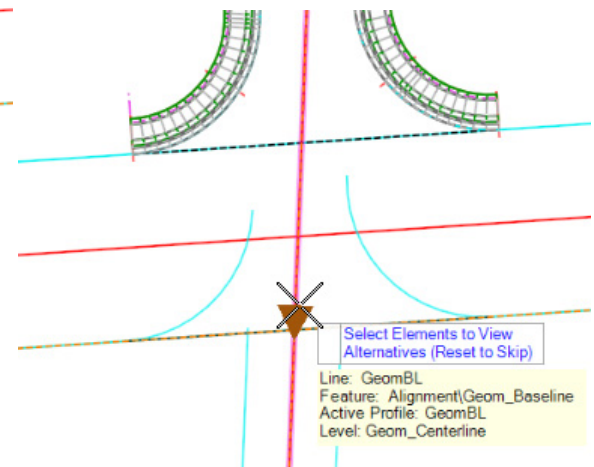 Select Elements to View
Alternatives (Reset to Skip)
Line: GeomBL
Feature: Alignment\Geom_Baseline
Active Profile: GeomBL
Level: Geom_Centerline